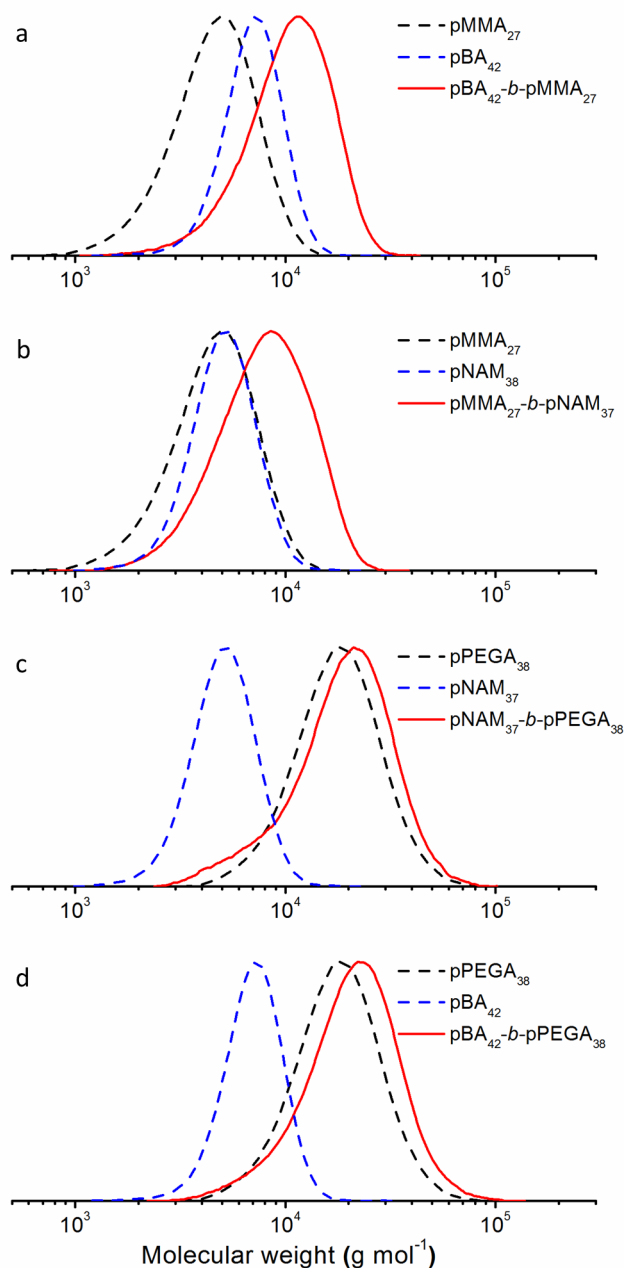 a
pMMA₂₇
pBA₄₂
pBA₄₂-b-pMMA₂₇
10³ 10⁴ 10⁵
b
pMMA₂₇
pNAM₃₈
pMMA₂₇-b-pNAM₃₇
10³ 10⁴ 10⁵
c
pPEGA₃₈
pNAM₃₇
pNAM₃₇-b-pPEGA₃₈
10³ 10⁴ 10⁵
d
pPEGA₃₈
pBA₄₂
pBA₄₂-b-pPEGA₃₈
10³ 10⁴ 10⁵
Molecular weight (g mol⁻¹)